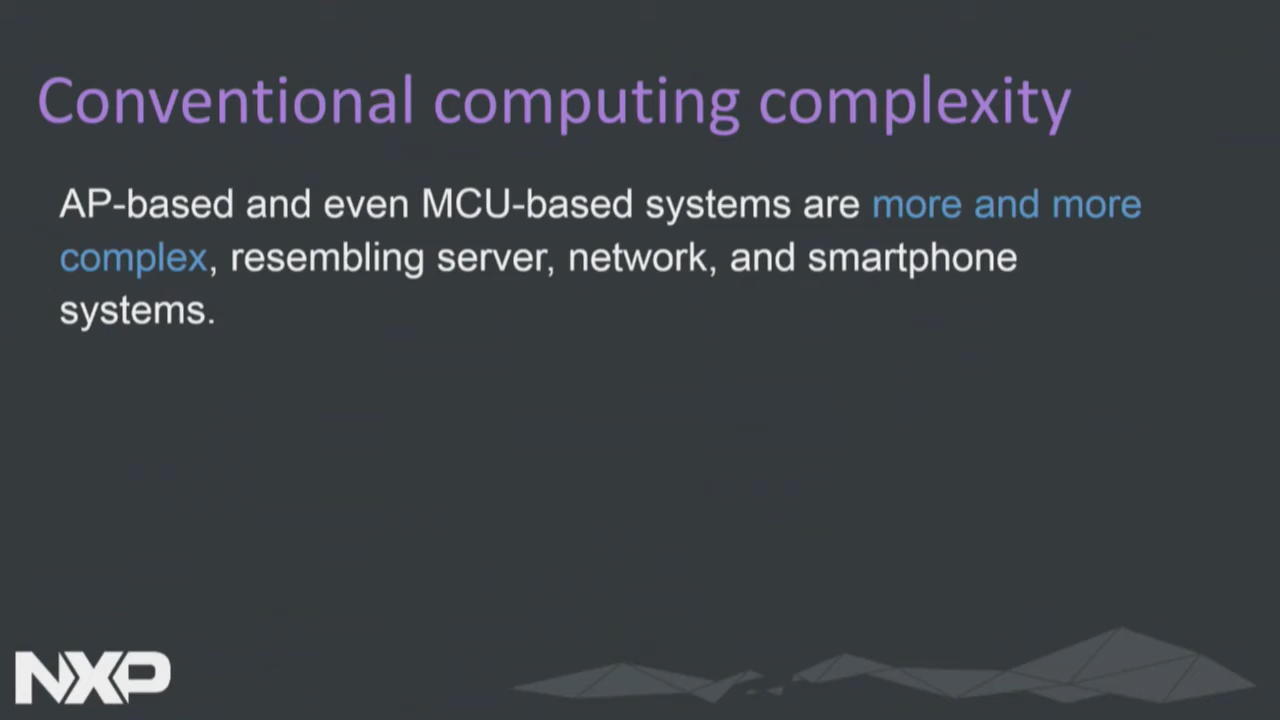 Conventional computing complexity
AP-based and even MCU-based systems are more and more
complex, resembling server, network, and smartphone
systems.
NXP